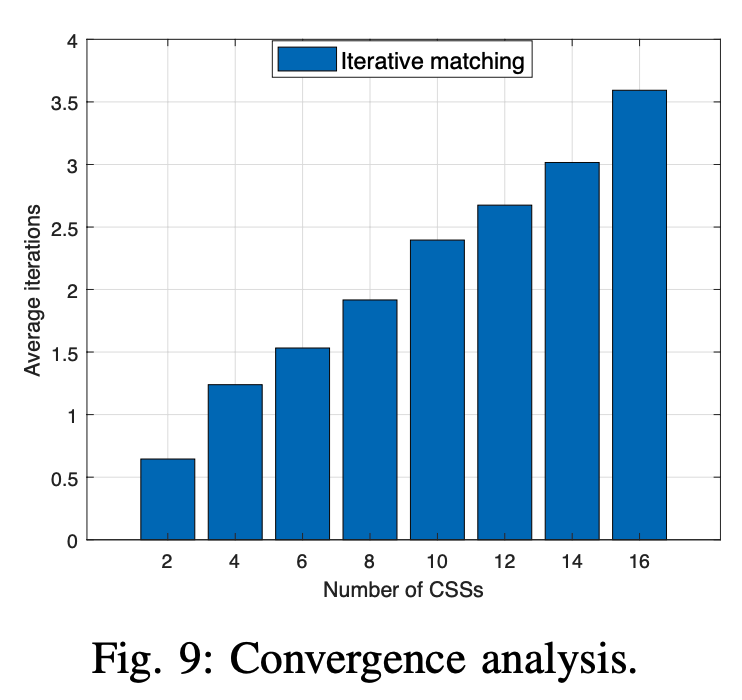 Iterative matching
4
3.5
3
2.5
2
1.5
1
0.5
0
Average iterations
2 4 6 8 10 12 14 16
Number of CSSs
Fig. 9: Convergence analysis.